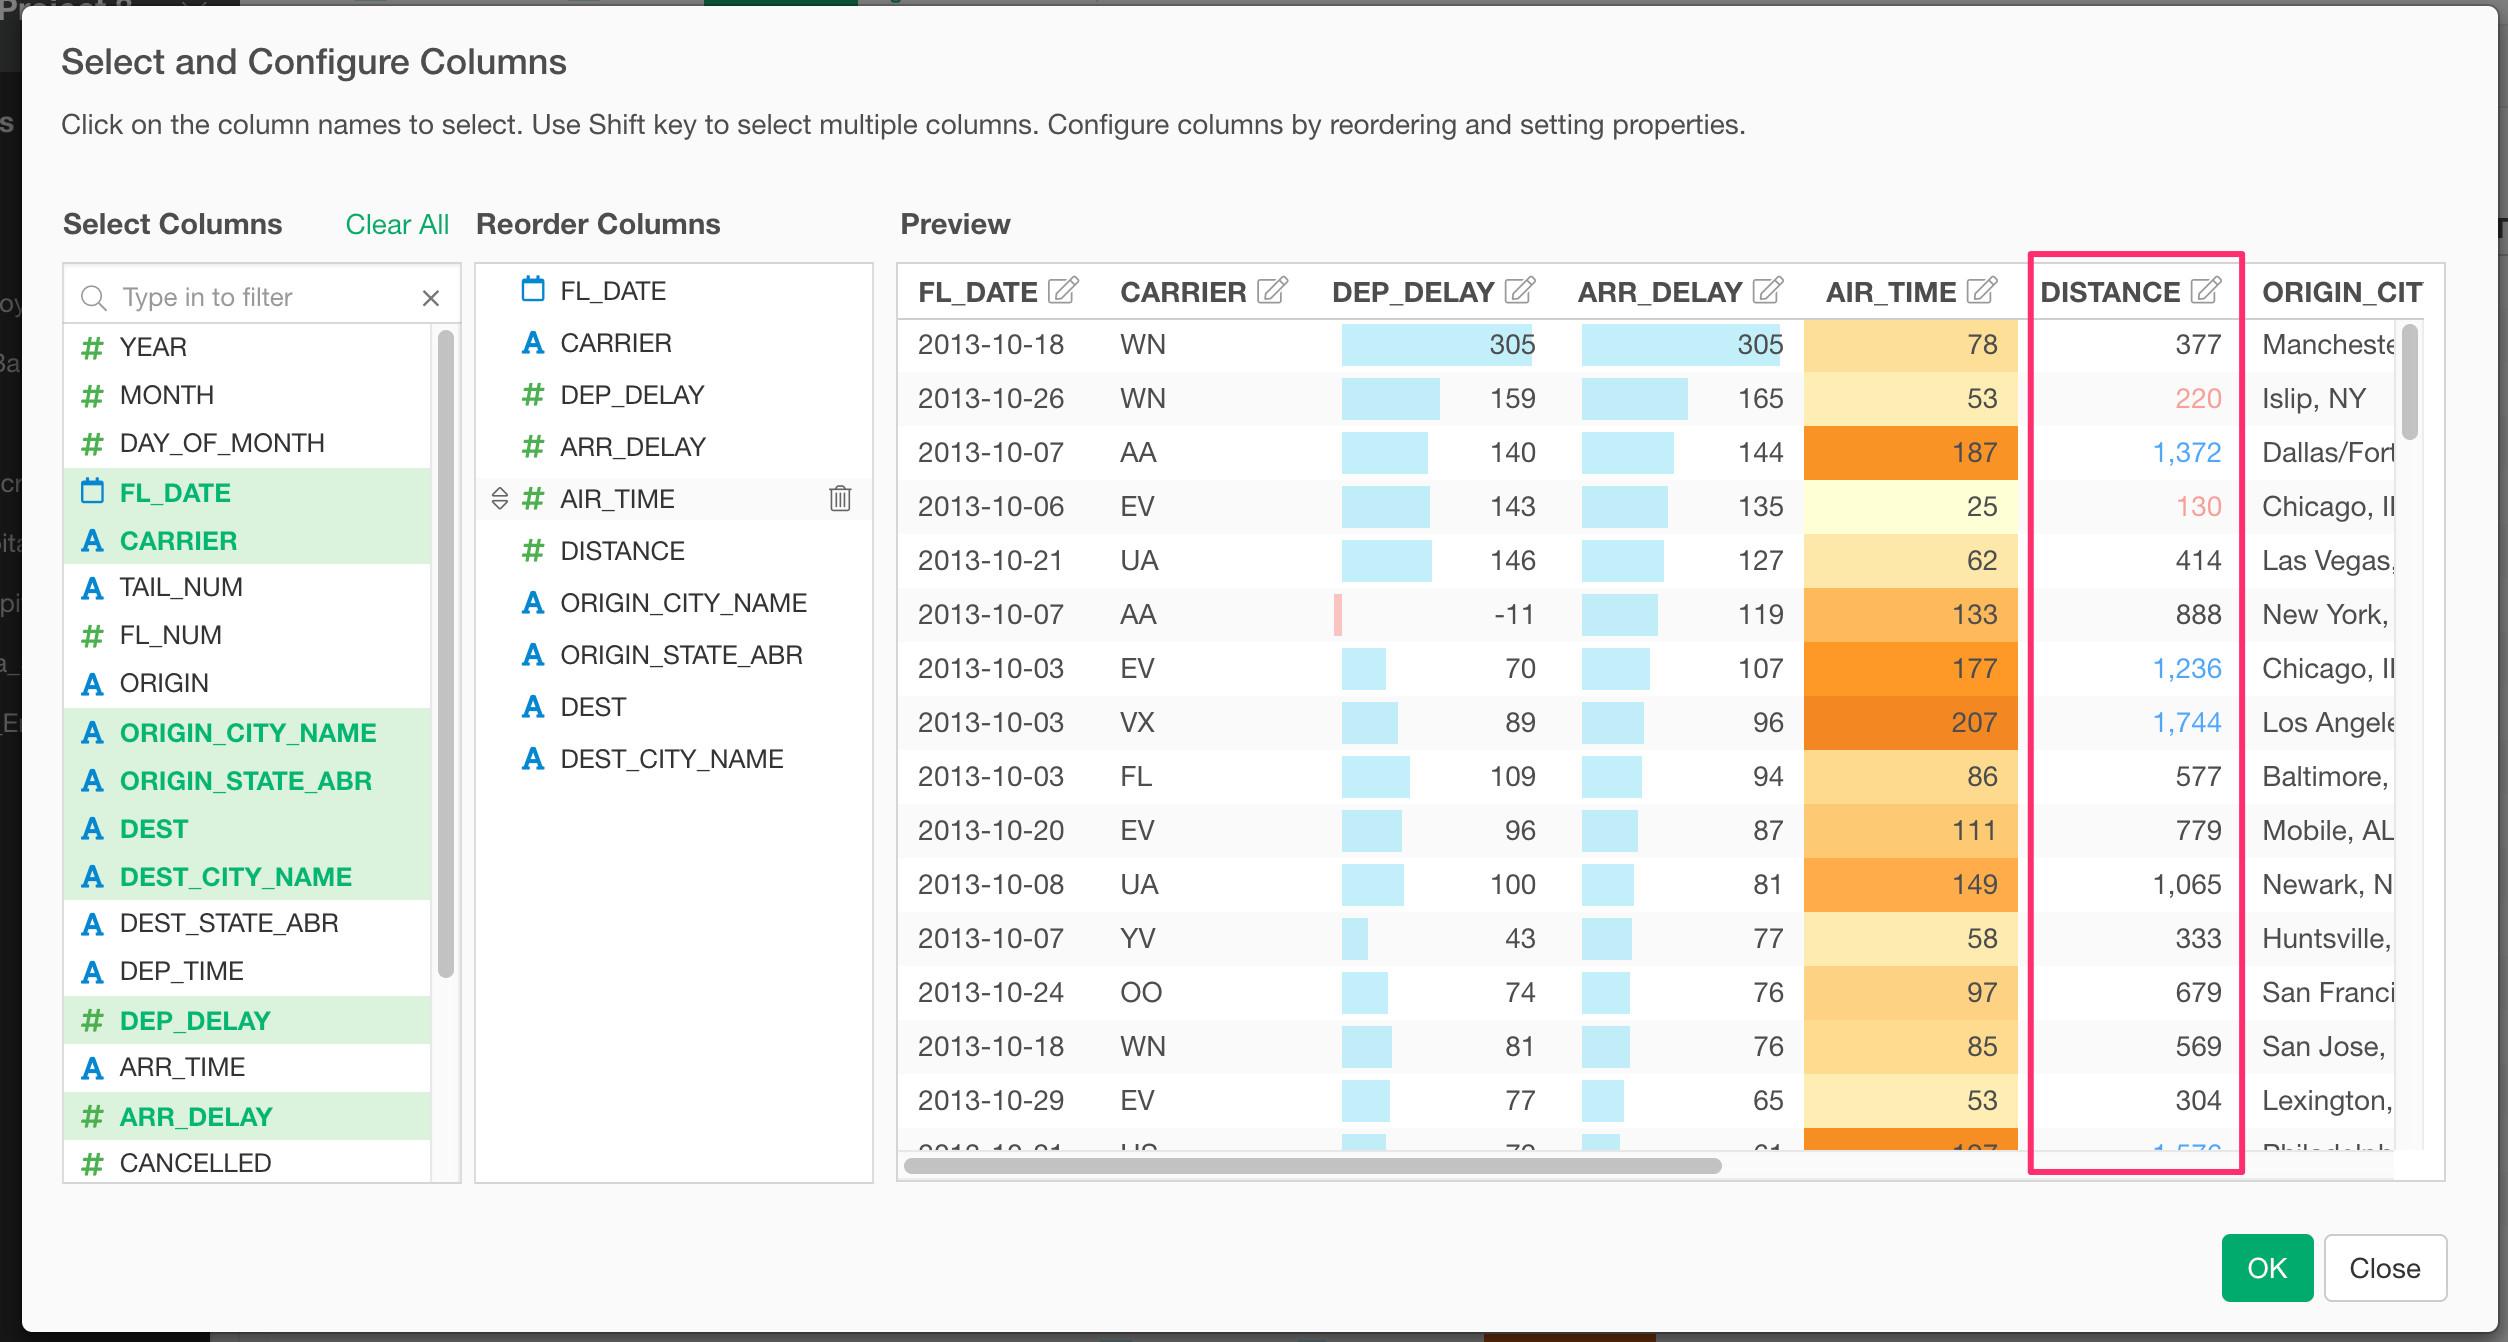 Select and Configure Columns
Click on the column names to select. Use Shift key to select multiple columns. Configure columns by reordering and setting properties.
Select Columns
Clear All
Type in to filter
YEAR
MONTH
DAY_OF_MONTH
FL_DATE
CARRIER
TAIL_NUM
FL_NUM
ORIGIN
ORIGIN_CITY_NAME
ORIGIN_STATE_ABR
DEST
DEST_CITY_NAME
DEST_STATE_ABR
DEP_TIME
DEP_DELAY
ARR_TIME
ARR_DELAY
CANCELLED
Reorder Columns
FL_DATE
CARRIER
DEP_DELAY
ARR_DELAY
AIR_TIME
DISTANCE
ORIGIN_CITY_NAME
ORIGIN_STATE_ABR
DEST
DEST_CITY_NAME
Preview
FL_DATE CARRIER DEP_DELAY ARR_DELAY AIR_TIME DISTANCE ORIGIN_CIT
2013-10-18 WN 305 305 78 377 Mancheste
2013-10-26 WN 159 165 53 220 Islip, NY
2013-10-07 AA 140 144 187 1,372 Dallas/Fort
2013-10-06 EV 143 135 25 130 Chicago, Il
2013-10-21 UA 146 127 62 414 Las Vegas,
2013-10-07 AA -11 119 133 888 New York,
2013-10-03 EV 70 107 177 1,236 Chicago, Il
2013-10-03 VX 89 96 207 1,744 Los Angele
2013-10-03 FL 109 94 86 577 Baltimore,
2013-10-20 EV 96 87 111 779 Mobile, AL
2013-10-08 UA 100 81 149 1,065 Newark, N
2013-10-07 YV 43 77 58 333 Huntsville,
2013-10-24 OO 74 76 97 679 San Franci
2013-10-18 WN 81 76 85 569 San Jose,
2013-10-29 EV 77 65 53 304 Lexington,
OK
Close